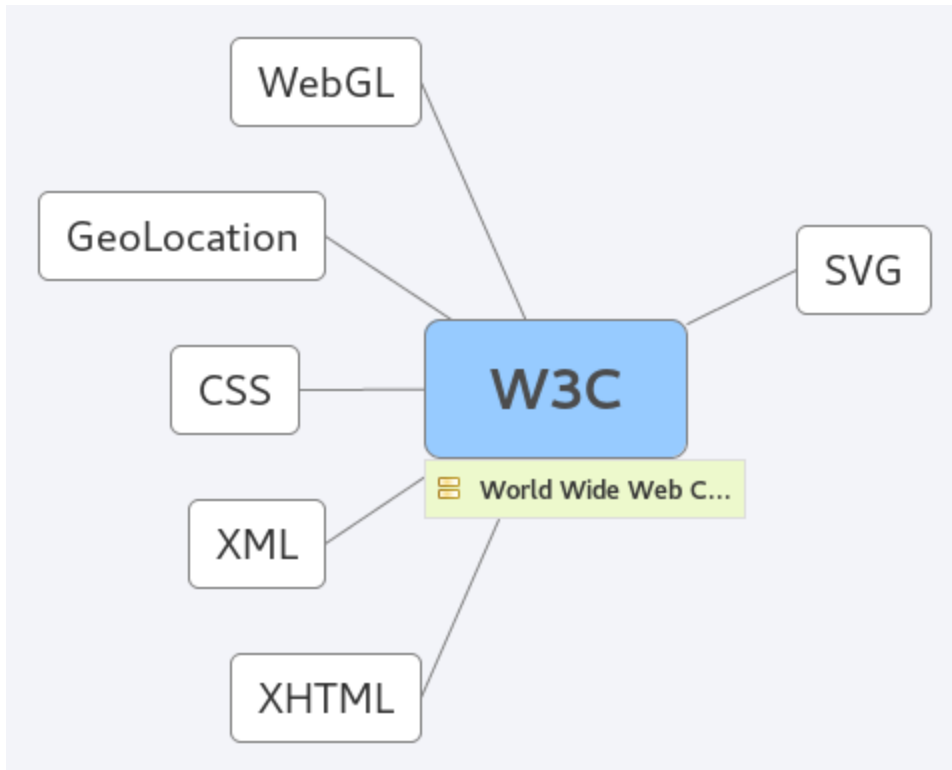 WebGL
GeoLocation
SVG
CSS
W3C
World Wide Web C...
XML
XHTML